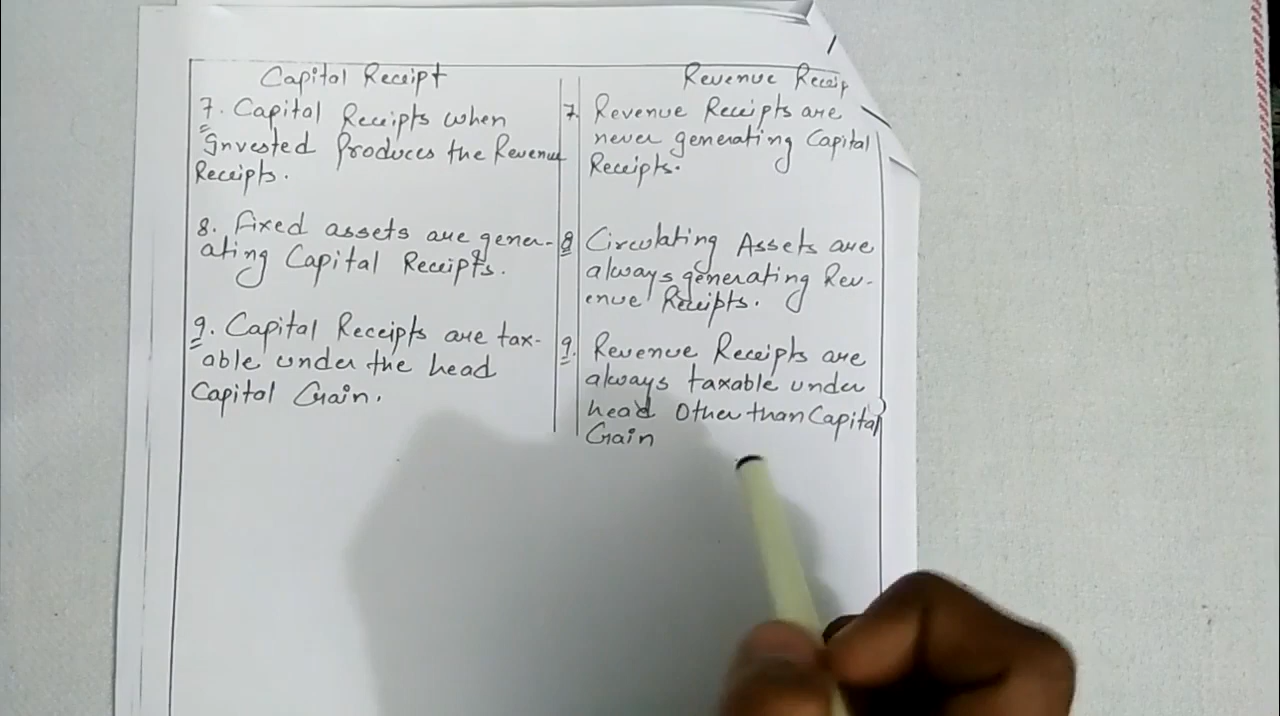 Capital Receipt
7. Capital Receipts when
Invested Produces the Revenue
Receipts.
8. Fixed assets are gener-
ating Capital Receipts.
9. Capital Receipts are tax-
able under the head
Capital Gain.
Revenue Receip
7. Revenue Receipts are
never generating Capital
Receipts.
8 Circulating Assets are
always generating Rev-
enue Receipts.
9. Revenue Receipts are
always taxable under
head Other than Capital
Gain